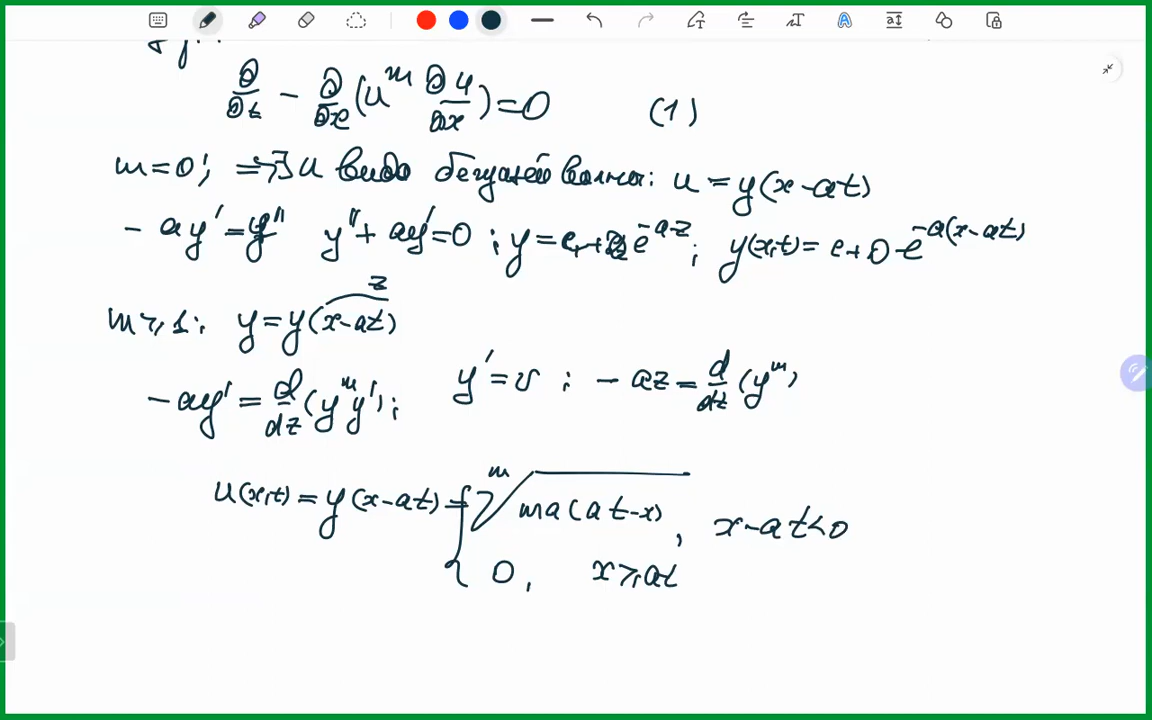 ∂/∂t − ∂/∂x (u^m ∂u/∂x) = 0 (1)
m = 0; ⇒ ∃ u вида бегущей волны: u = y(x − at)
− ay' = y'' y'' + ay' = 0 ; y = c₁ + e^{-az} ; y(x,t) = c + D · e^{-a(x−at)}
z
m ≥ 1: y = y(x − at)
− ay' = d/dz (y^m y') ; y' = v ; − az = d/dz (y^m)
u(x,t) = y(x − at) = { ᵐ√ma(at − x) , x − at < 0
0 , x ≥ at